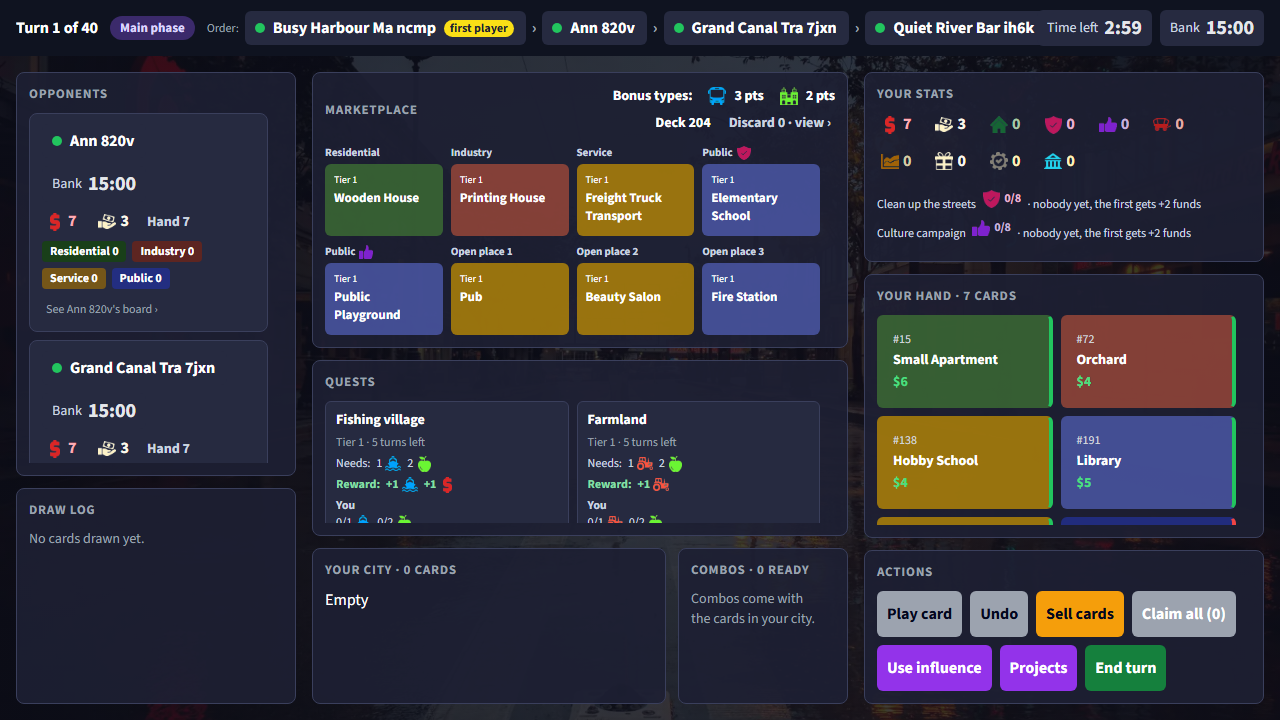 Turn 1 of 40 Main phase Order: Busy Harbour Ma ncmp first player › Ann 820v › Grand Canal Tra 7jxn › Quiet River Bar ih6k Time left 2:59 Bank 15:00
OPPONENTS
Ann 820v
Bank 15:00
7 3 Hand 7
Residential 0 Industry 0
Service 0 Public 0
See Ann 820v's board ›
Grand Canal Tra 7jxn
Bank 15:00
7 3 Hand 7
DRAW LOG
No cards drawn yet.
MARKETPLACE
Bonus types: 3 pts 2 pts
Deck 204 Discard 0 · view ›
Residential Industry Service Public
Tier 1 Tier 1 Tier 1 Tier 1
Wooden House Printing House Freight Truck Elementary
Transport School
Public Open place 1 Open place 2 Open place 3
Tier 1 Tier 1 Tier 1 Tier 1
Public Pub Beauty Salon Fire Station
Playground
QUESTS
Fishing village Farmland
Tier 1 · 5 turns left Tier 1 · 5 turns left
Needs: 1 2 Needs: 1 2
Reward: +1 +1 Reward: +1
You You
0/1 0/2 0/1 0/2
YOUR CITY · 0 CARDS
Empty
COMBOS · 0 READY
Combos come with
the cards in your city.
YOUR STATS
7 3 0 0 0 0
0 0 0 0
Clean up the streets 0/8 · nobody yet, the first gets +2 funds
Culture campaign 0/8 · nobody yet, the first gets +2 funds
YOUR HAND · 7 CARDS
#15 #72
Small Apartment Orchard
$6 $4
#138 #191
Hobby School Library
$4 $5
ACTIONS
Play card Undo Sell cards Claim all (0)
Use influence Projects End turn